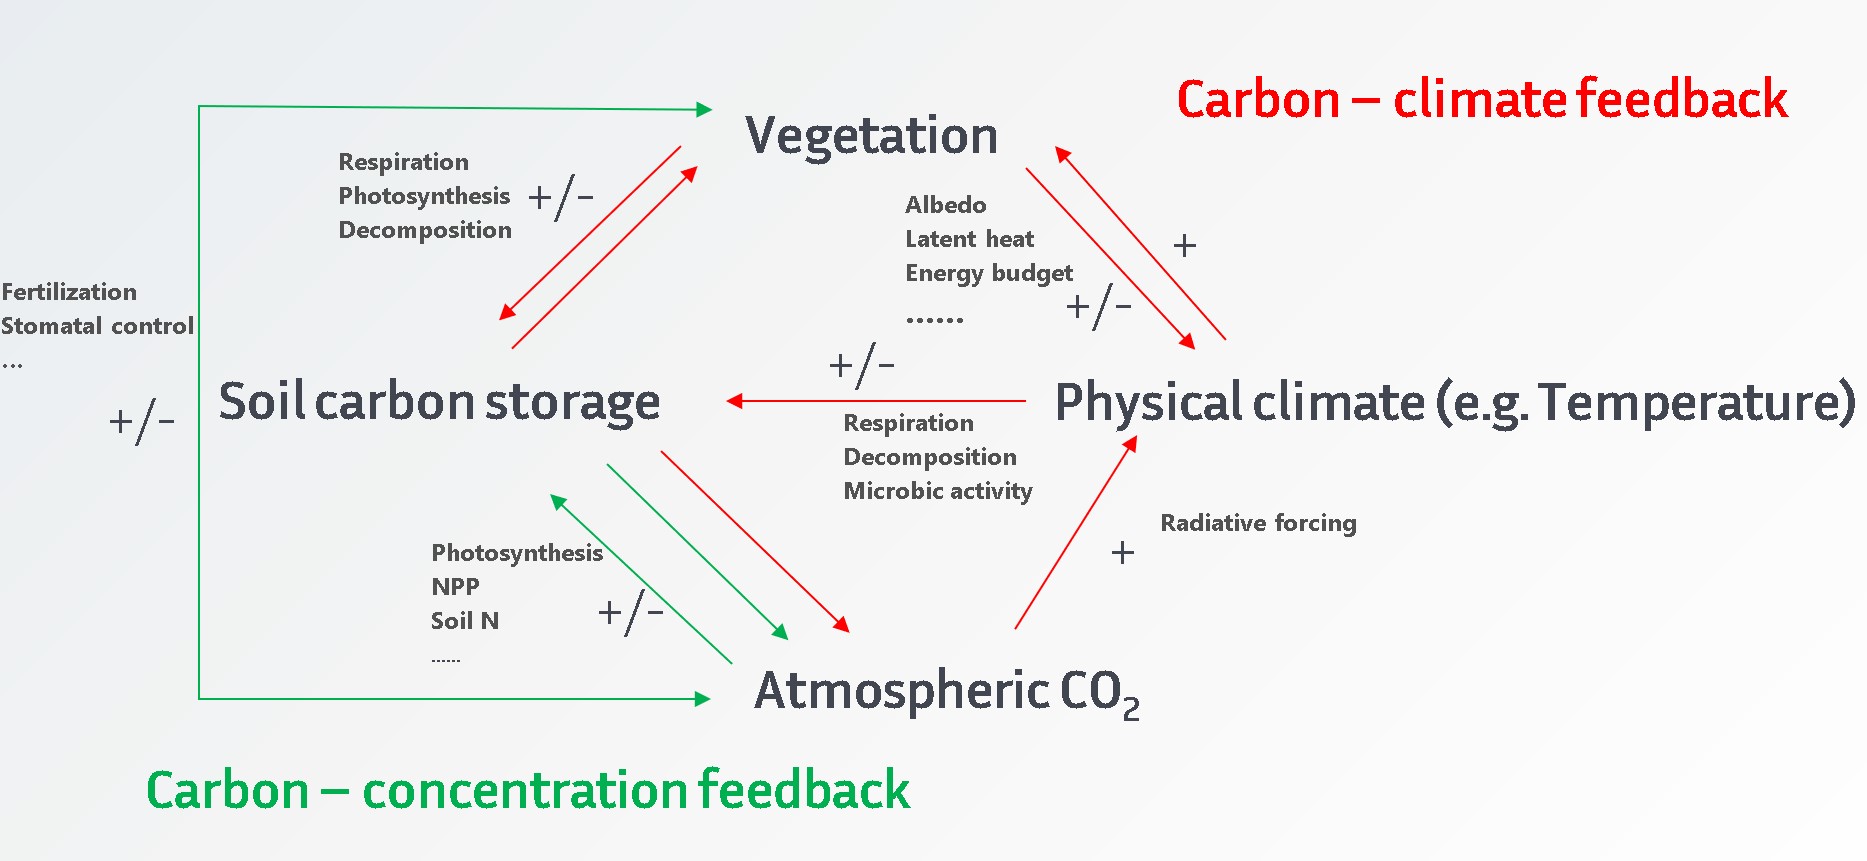 Carbon – climate feedback
Vegetation
Respiration
Photosynthesis
Decomposition
+/-
Albedo
Latent heat
Energy budget
......
+/-
+
Fertilization
Stomatal control
...
+/-
Soil carbon storage
+/-
Respiration
Decomposition
Microbic activity
Physical climate (e.g. Temperature)
Photosynthesis
NPP
Soil N
......
+/-
Radiative forcing
+
Atmospheric CO₂
Carbon – concentration feedback